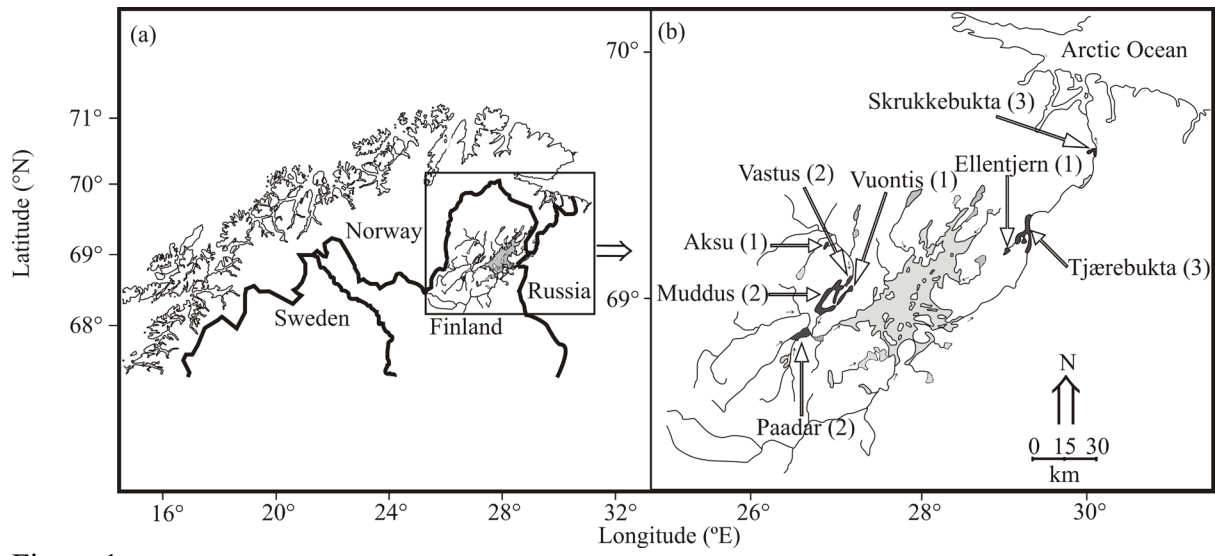 (a)
(b)
70°
Arctic Ocean
Skrukkebukta (3)
71°
Ellentjern (1)
Vastus (2)
Vuontis (1)
70°
Latitude (°N)
Norway
Aksu (1)
69°
Tjærebukta (3)
Muddus (2)
69°
Russia
Sweden
Finland
68°
N
Paadar (2)
0 15 30
km
16° 20° 24° 28° 32° 26° 28° 30°
Longitude (ºE)
Figure 1